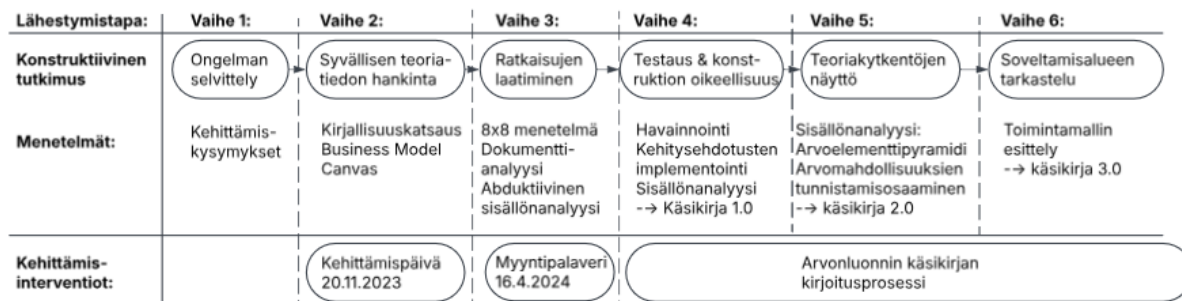 Lähestymistapa: Vaihe 1: Vaihe 2: Vaihe 3: Vaihe 4: Vaihe 5: Vaihe 6:
Konstruktiivinen
tutkimus
Ongelman
selvittely
Syvällisen teoria-
tiedon hankinta
Ratkaisujen
laatiminen
Testaus & konst-
ruktion oikeellisuus
Teoriakytkentöjen
näyttö
Soveltamisalueen
tarkastelu
Menetelmät:
Kehittämis-
kysymykset
Kirjallisuuskatsaus
Business Model
Canvas
8x8 menetelmä
Dokumentti-
analyysi
Abduktiivinen
sisällönanalyysi
Havainnointi
Kehitysehdotusten
implementointi
Sisällönanalyysi
--→ Käsikirja 1.0
Sisällönanalyysi:
Arvoelementtipyramidi
Arvomahdollisuuksien
tunnistamisosaaminen
--→ käsikirja 2.0
Toimintamallin
esittely
--→ käsikirja 3.0
Kehittämis-
interventiot:
Kehittämispäivä
20.11.2023
Myyntipalaveri
16.4.2024
Arvonluonnin käsikirjan
kirjoitusprosessi